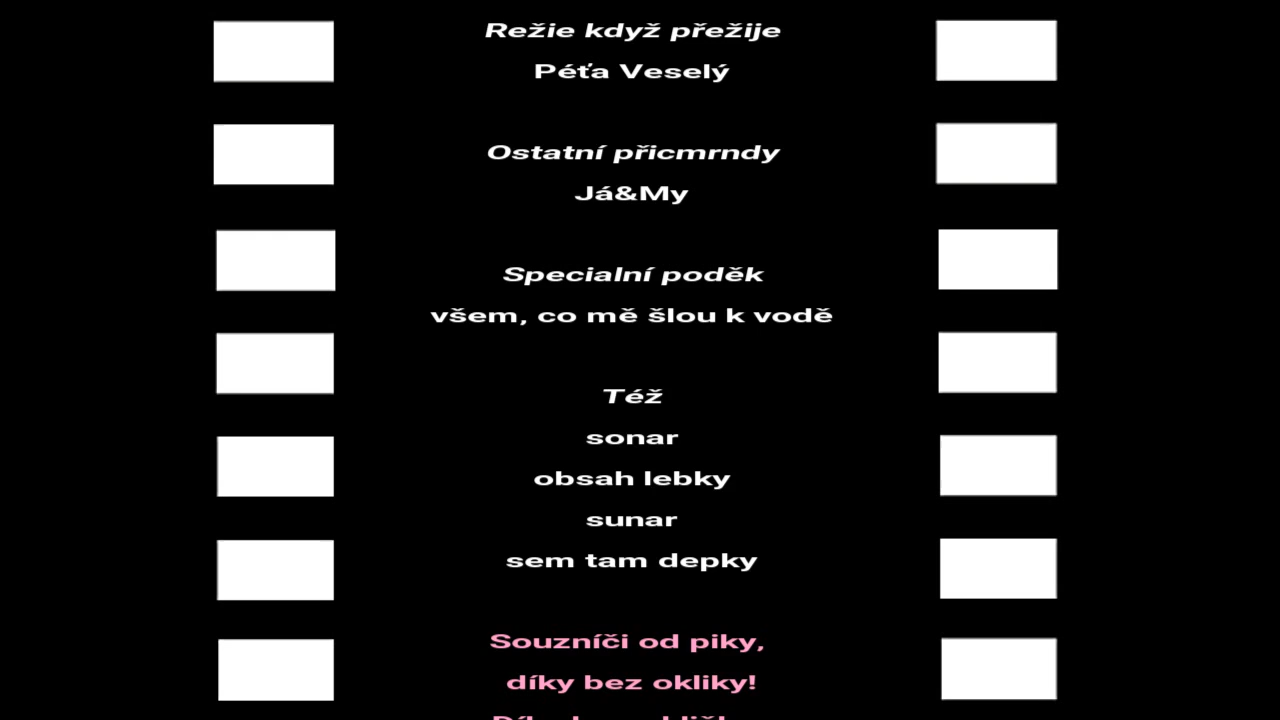 Režie když přežije
Péťa Veselý
Ostatní přicmrndy
Já&My
Specialní poděk
všem, co mě šlou k vodě
Též
sonar
obsah lebky
sunar
sem tam depky
Souzníči od piky,
díky bez okliky!